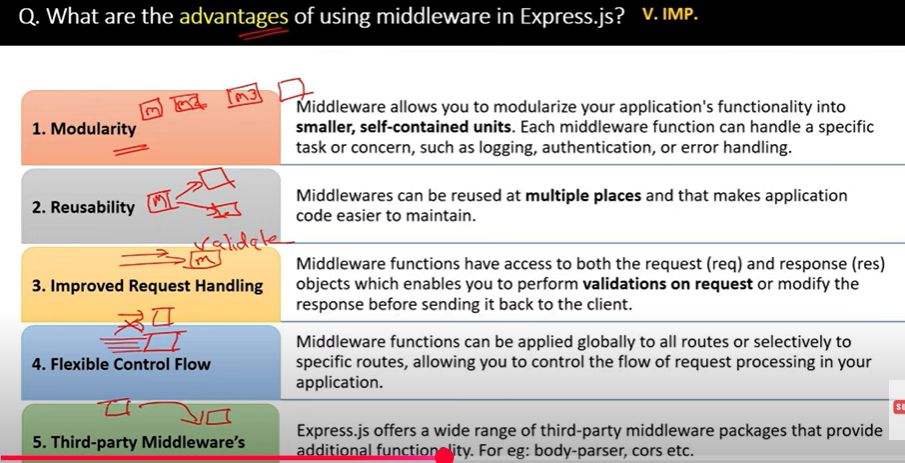 Q. What are the advantages of using middleware in Express.js? V. IMP.
m m2 m3
1. Modularity
Middleware allows you to modularize your application's functionality into
smaller, self-contained units. Each middleware function can handle a specific
task or concern, such as logging, authentication, or error handling.
2. Reusability
M1
Middlewares can be reused at multiple places and that makes application
code easier to maintain.
validate
m
3. Improved Request Handling
Middleware functions have access to both the request (req) and response (res)
objects which enables you to perform validations on request or modify the
response before sending it back to the client.
4. Flexible Control Flow
Middleware functions can be applied globally to all routes or selectively to
specific routes, allowing you to control the flow of request processing in your
application.
5. Third-party Middleware's
Express.js offers a wide range of third-party middleware packages that provide
additional functionality. For eg: body-parser, cors etc.